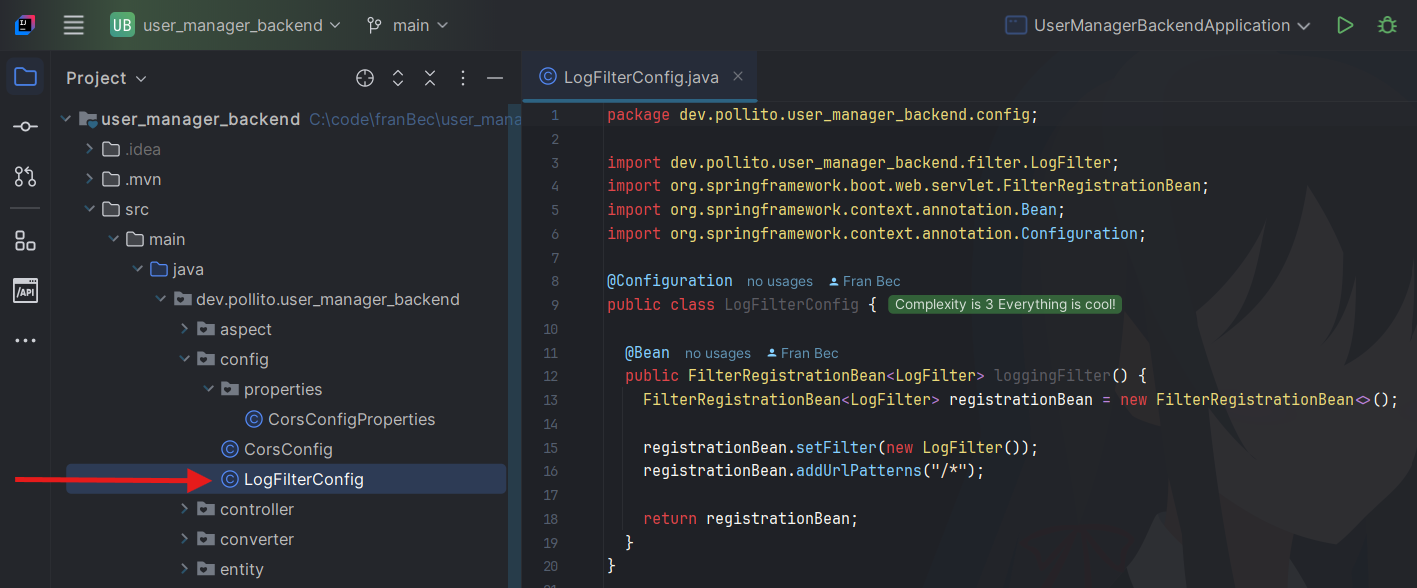 UB user_manager_backend main UserManagerBackendApplication
Project
LogFilterConfig.java
user_manager_backend C:\code\franBec\user_mana
.idea
.mvn
src
main
java
dev.pollito.user_manager_backend
aspect
config
properties
CorsConfigProperties
CorsConfig
LogFilterConfig
controller
converter
entity
/API
1 package dev.pollito.user_manager_backend.config;
2
3 import dev.pollito.user_manager_backend.filter.LogFilter;
4 import org.springframework.boot.web.servlet.FilterRegistrationBean;
5 import org.springframework.context.annotation.Bean;
6 import org.springframework.context.annotation.Configuration;
7
8 @Configuration no usages Fran Bec
9 public class LogFilterConfig { Complexity is 3 Everything is cool!
10
11 @Bean no usages Fran Bec
12 public FilterRegistrationBean<LogFilter> loggingFilter() {
13 FilterRegistrationBean<LogFilter> registrationBean = new FilterRegistrationBean<>();
14
15 registrationBean.setFilter(new LogFilter());
16 registrationBean.addUrlPatterns("/*");
17
18 return registrationBean;
19 }
20 }